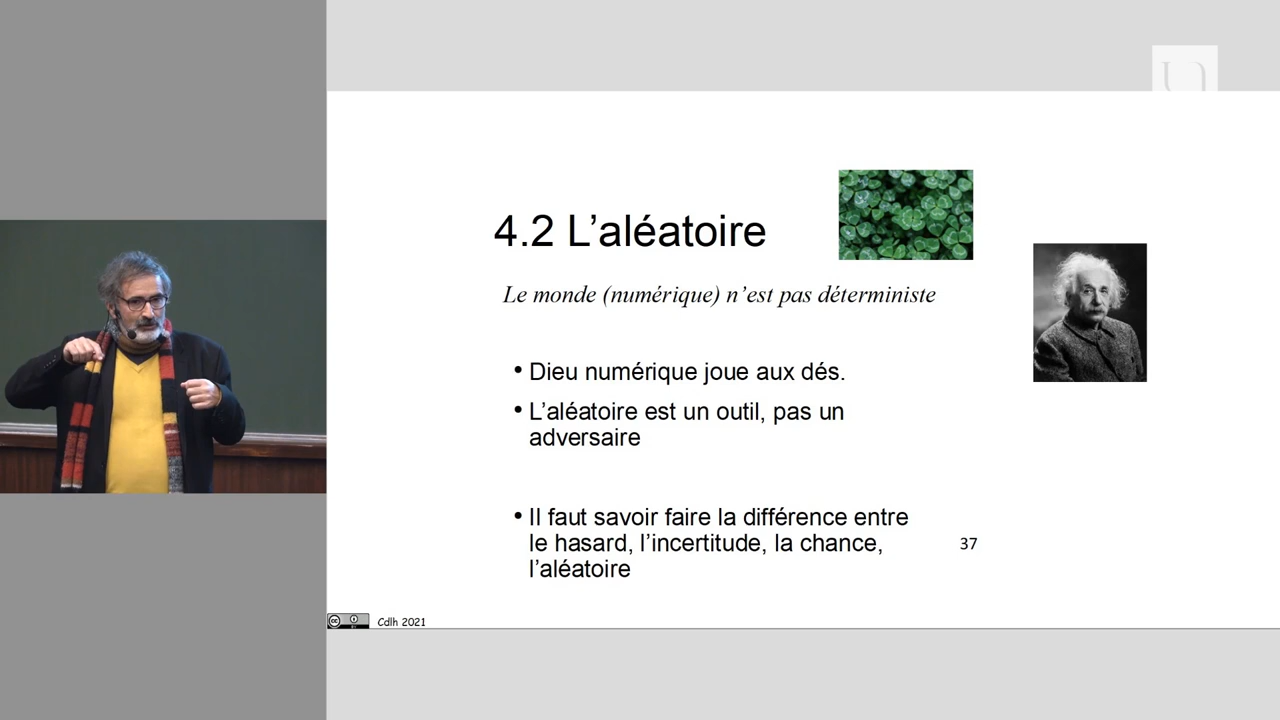 4.2 L’aléatoire
Le monde (numérique) n’est pas déterministe
• Dieu numérique joue aux dés.
• L’aléatoire est un outil, pas un
adversaire
• Il faut savoir faire la différence entre
le hasard, l’incertitude, la chance,
l’aléatoire
37
Cdlh 2021